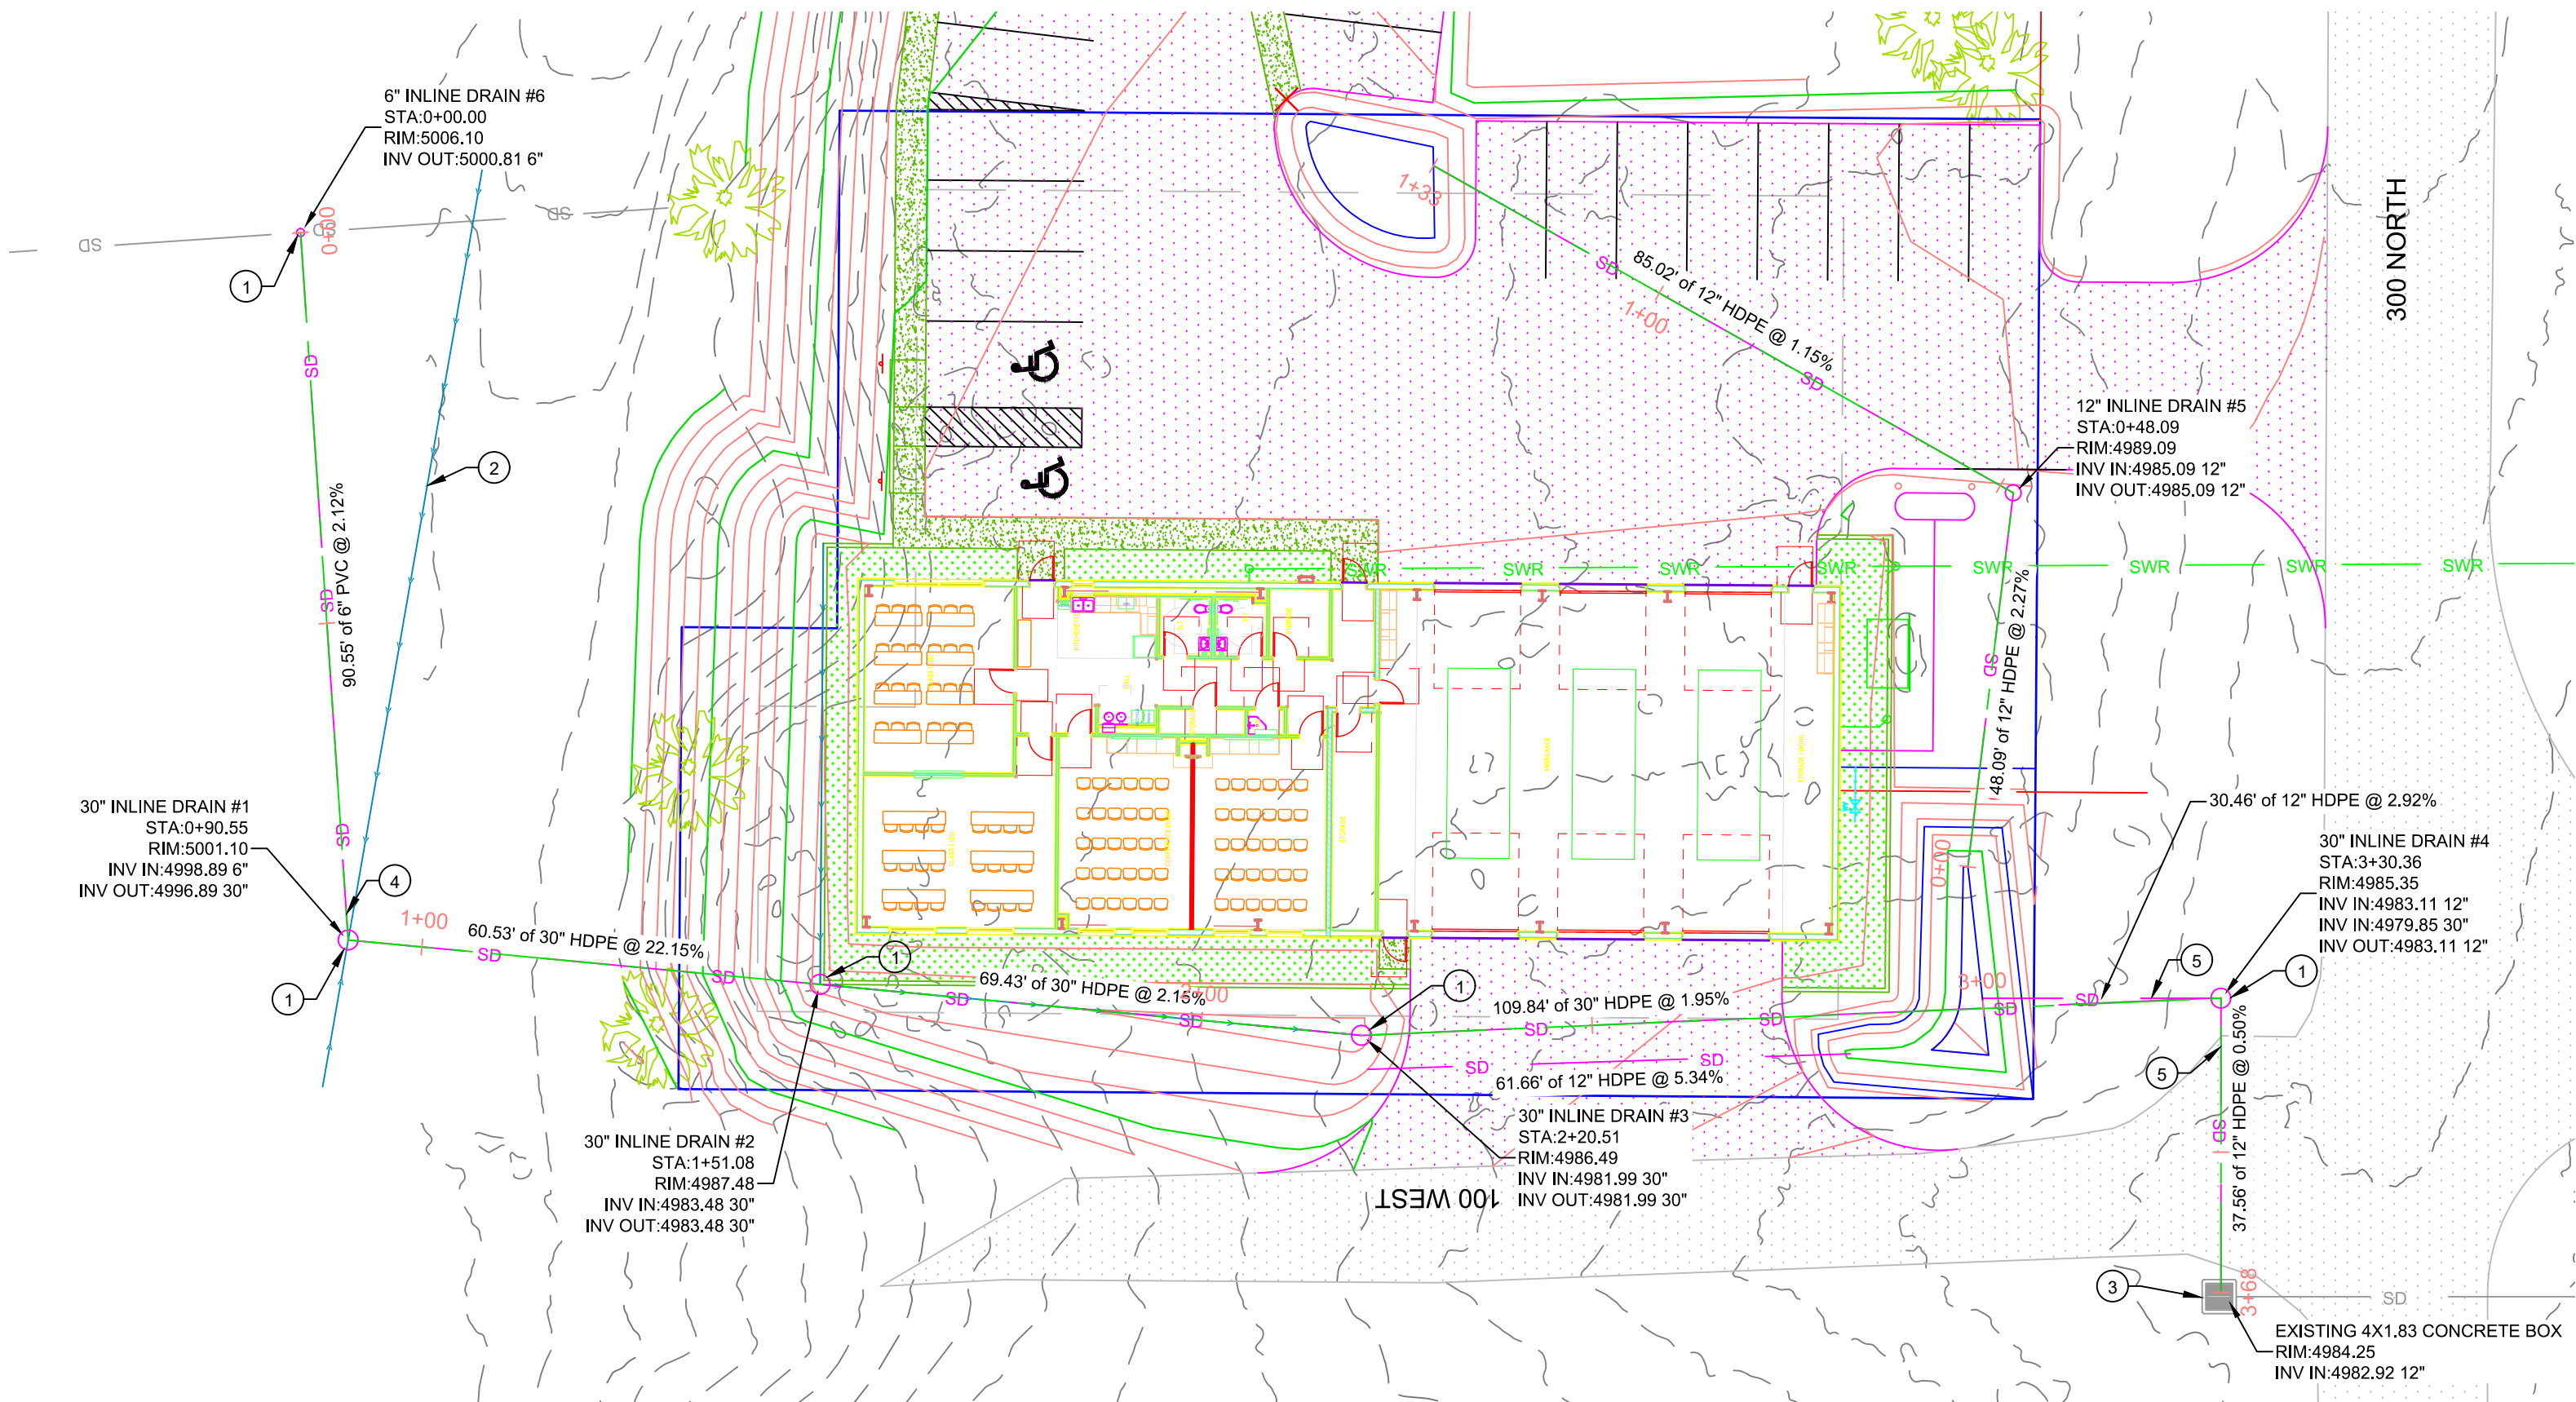 6" INLINE DRAIN #6
STA:0+00.00
RIM:5006.10
INV OUT:5000.81 6"
SD
SD
SD
0+00
1
SD
2
90.55' of 6" PVC @ 2.12%
SD
SD
30" INLINE DRAIN #1
STA:0+90.55
RIM:5001.10
INV IN:4998.89 6"
INV OUT:4996.89 30"
4
1
1+00
60.53' of 30" HDPE @ 22.15%
SD
SD
1
30" INLINE DRAIN #2
STA:1+51.08
RIM:4987.48
INV IN:4983.48 30"
INV OUT:4983.48 30"
69.43' of 30" HDPE @ 2.15%
2+00
SD
SD
1
109.84' of 30" HDPE @ 1.95%
SD
SD
SD
SD
SD
SD
61.66' of 12" HDPE @ 5.34%
30" INLINE DRAIN #3
STA:2+20.51
RIM:4986.49
INV IN:4981.99 30"
INV OUT:4981.99 30"
100 WEST
1+33
SD
85.02' of 12" HDPE @ 1.15%
1+00
SD
300 NORTH
12" INLINE DRAIN #5
STA:0+48.09
RIM:4989.09
INV IN:4985.09 12"
INV OUT:4985.09 12"
SWR
SWR
SWR
SWR
SWR
SWR
SWR
SWR
SD
48.09' of 12" HDPE @ 2.27%
0+00
3+00
30.46' of 12" HDPE @ 2.92%
30" INLINE DRAIN #4
STA:3+30.36
RIM:4985.35
INV IN:4983.11 12"
INV IN:4979.85 30"
INV OUT:4983.11 12"
5
1
5
37.56' of 12" HDPE @ 0.50%
SD
3
3+68
SD
EXISTING 4X1.83 CONCRETE BOX
RIM:4984.25
INV IN:4982.92 12"